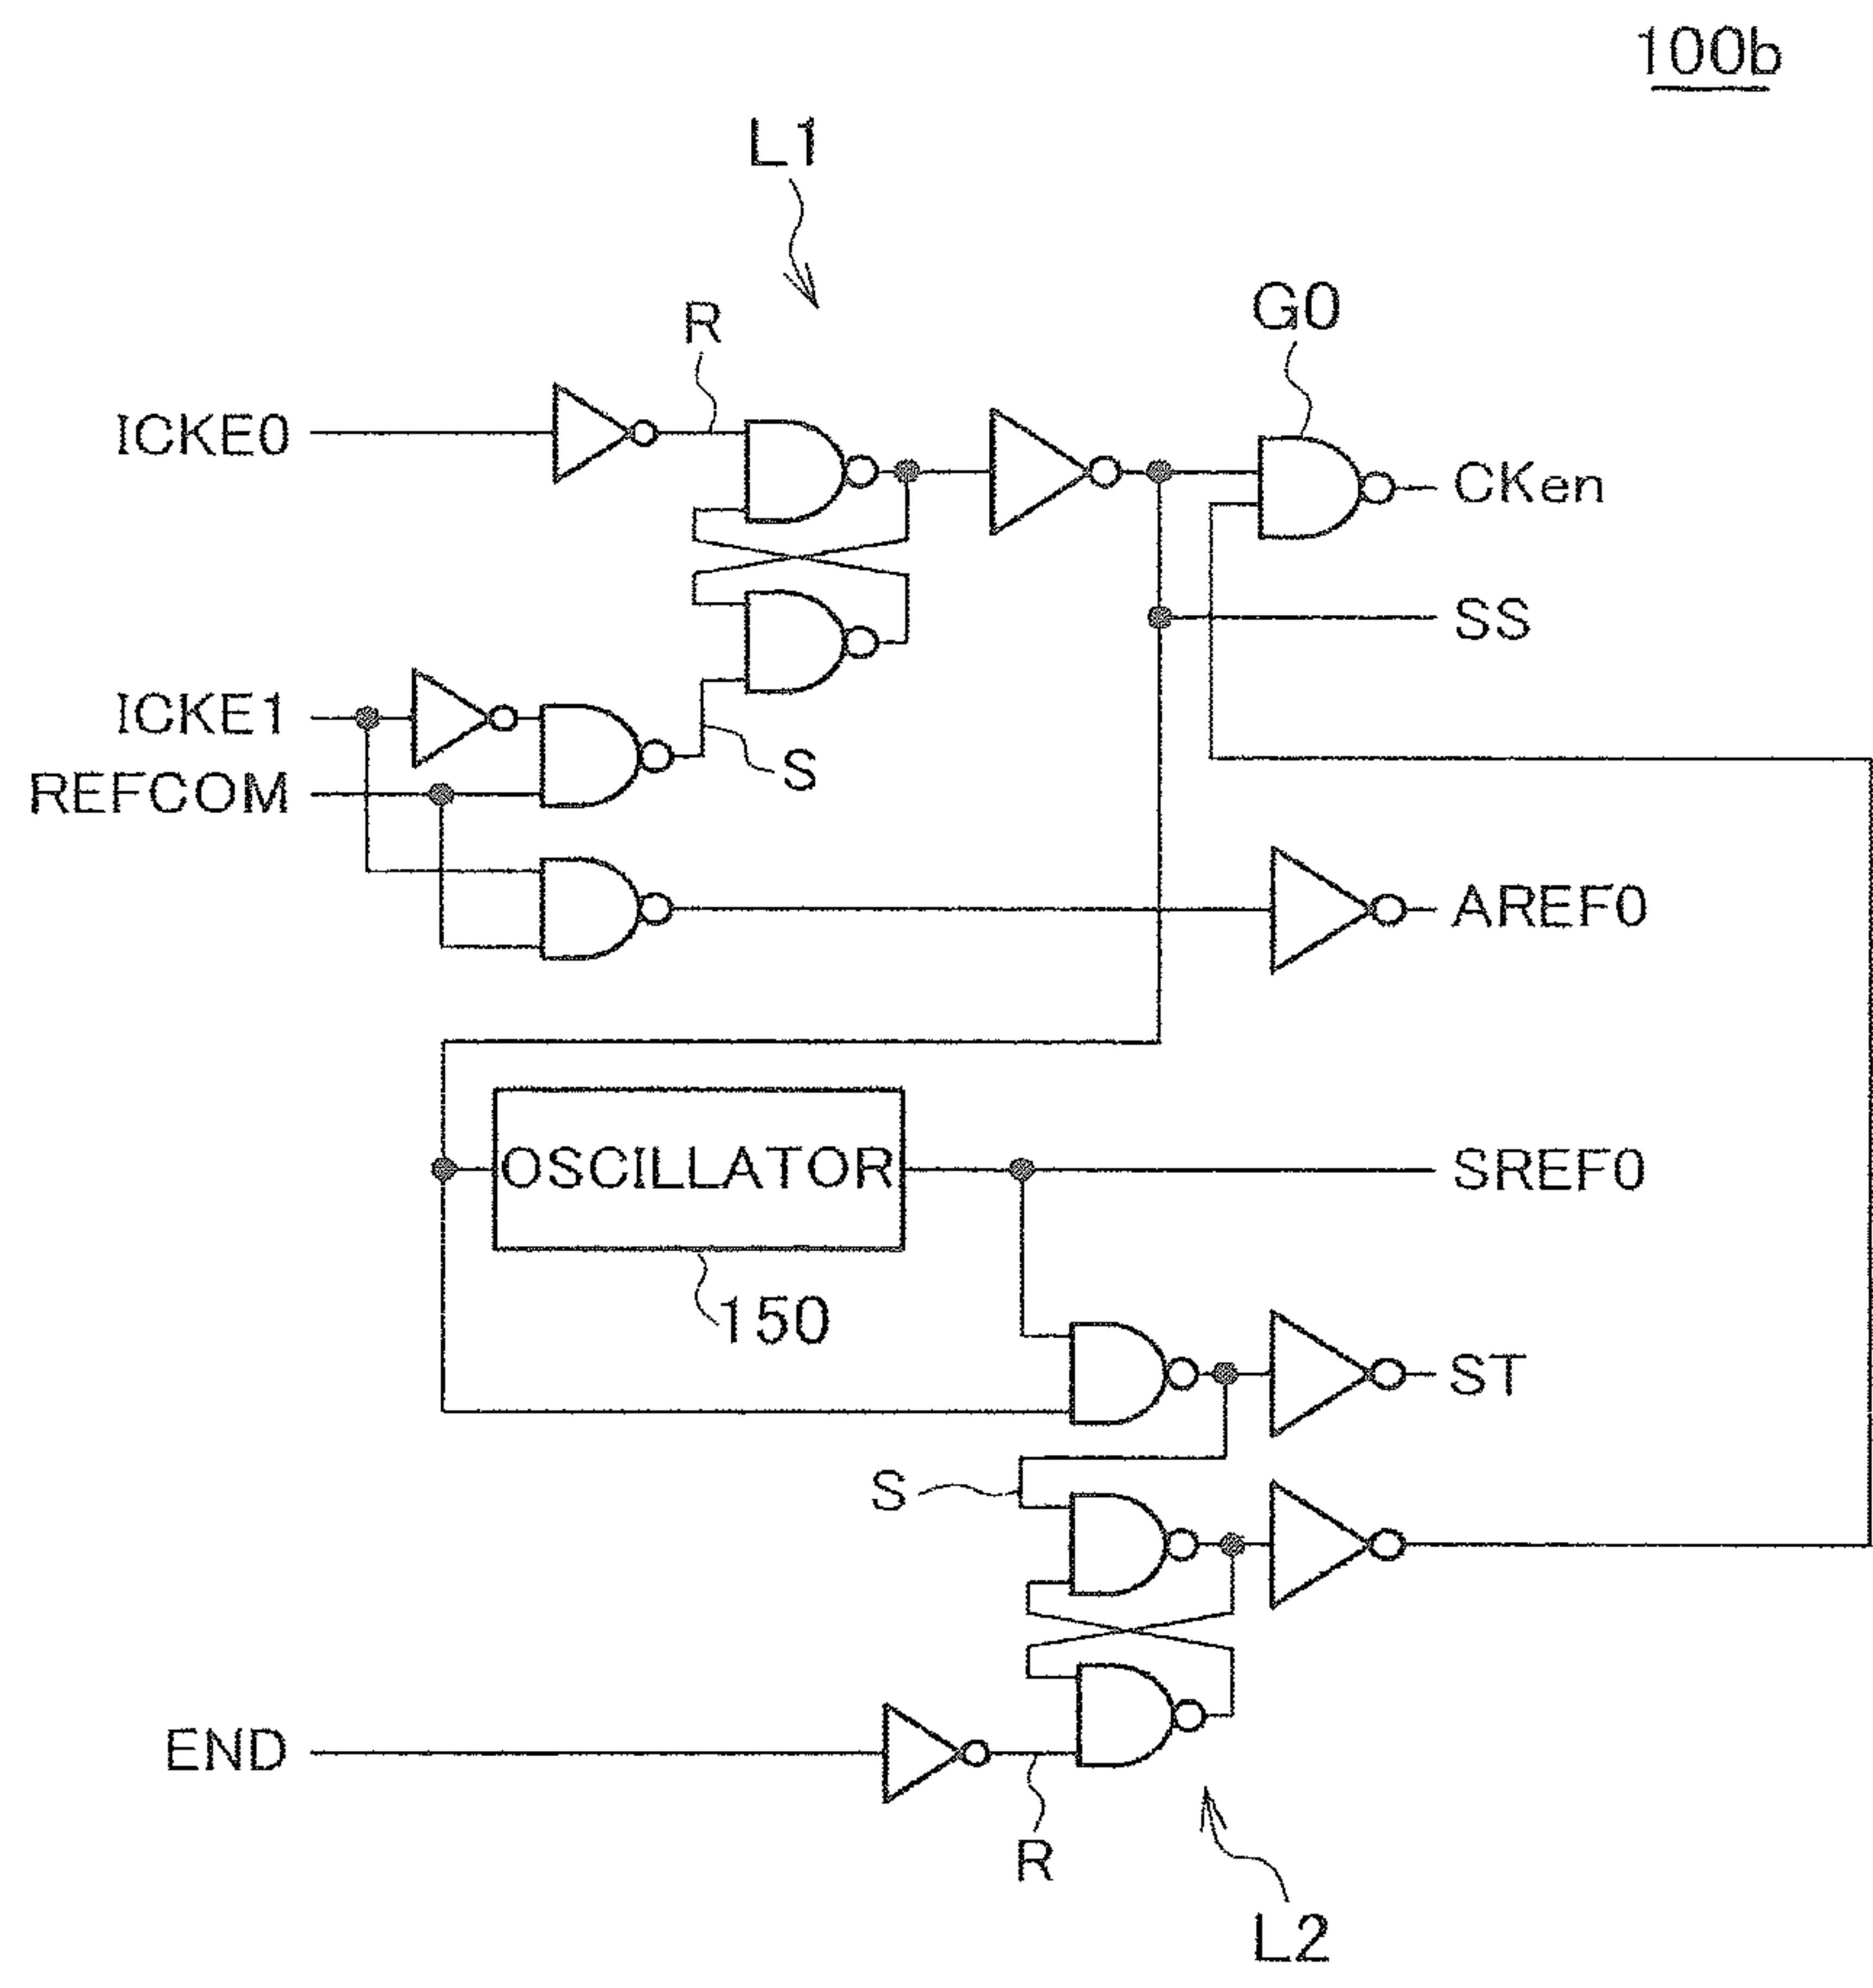 100b
L1
R
G0
ICKE0
CKen
SS
ICKE1
S
REFCOM
AREF0
OSCILLATOR
SREF0
150
ST
S
END
R
L2